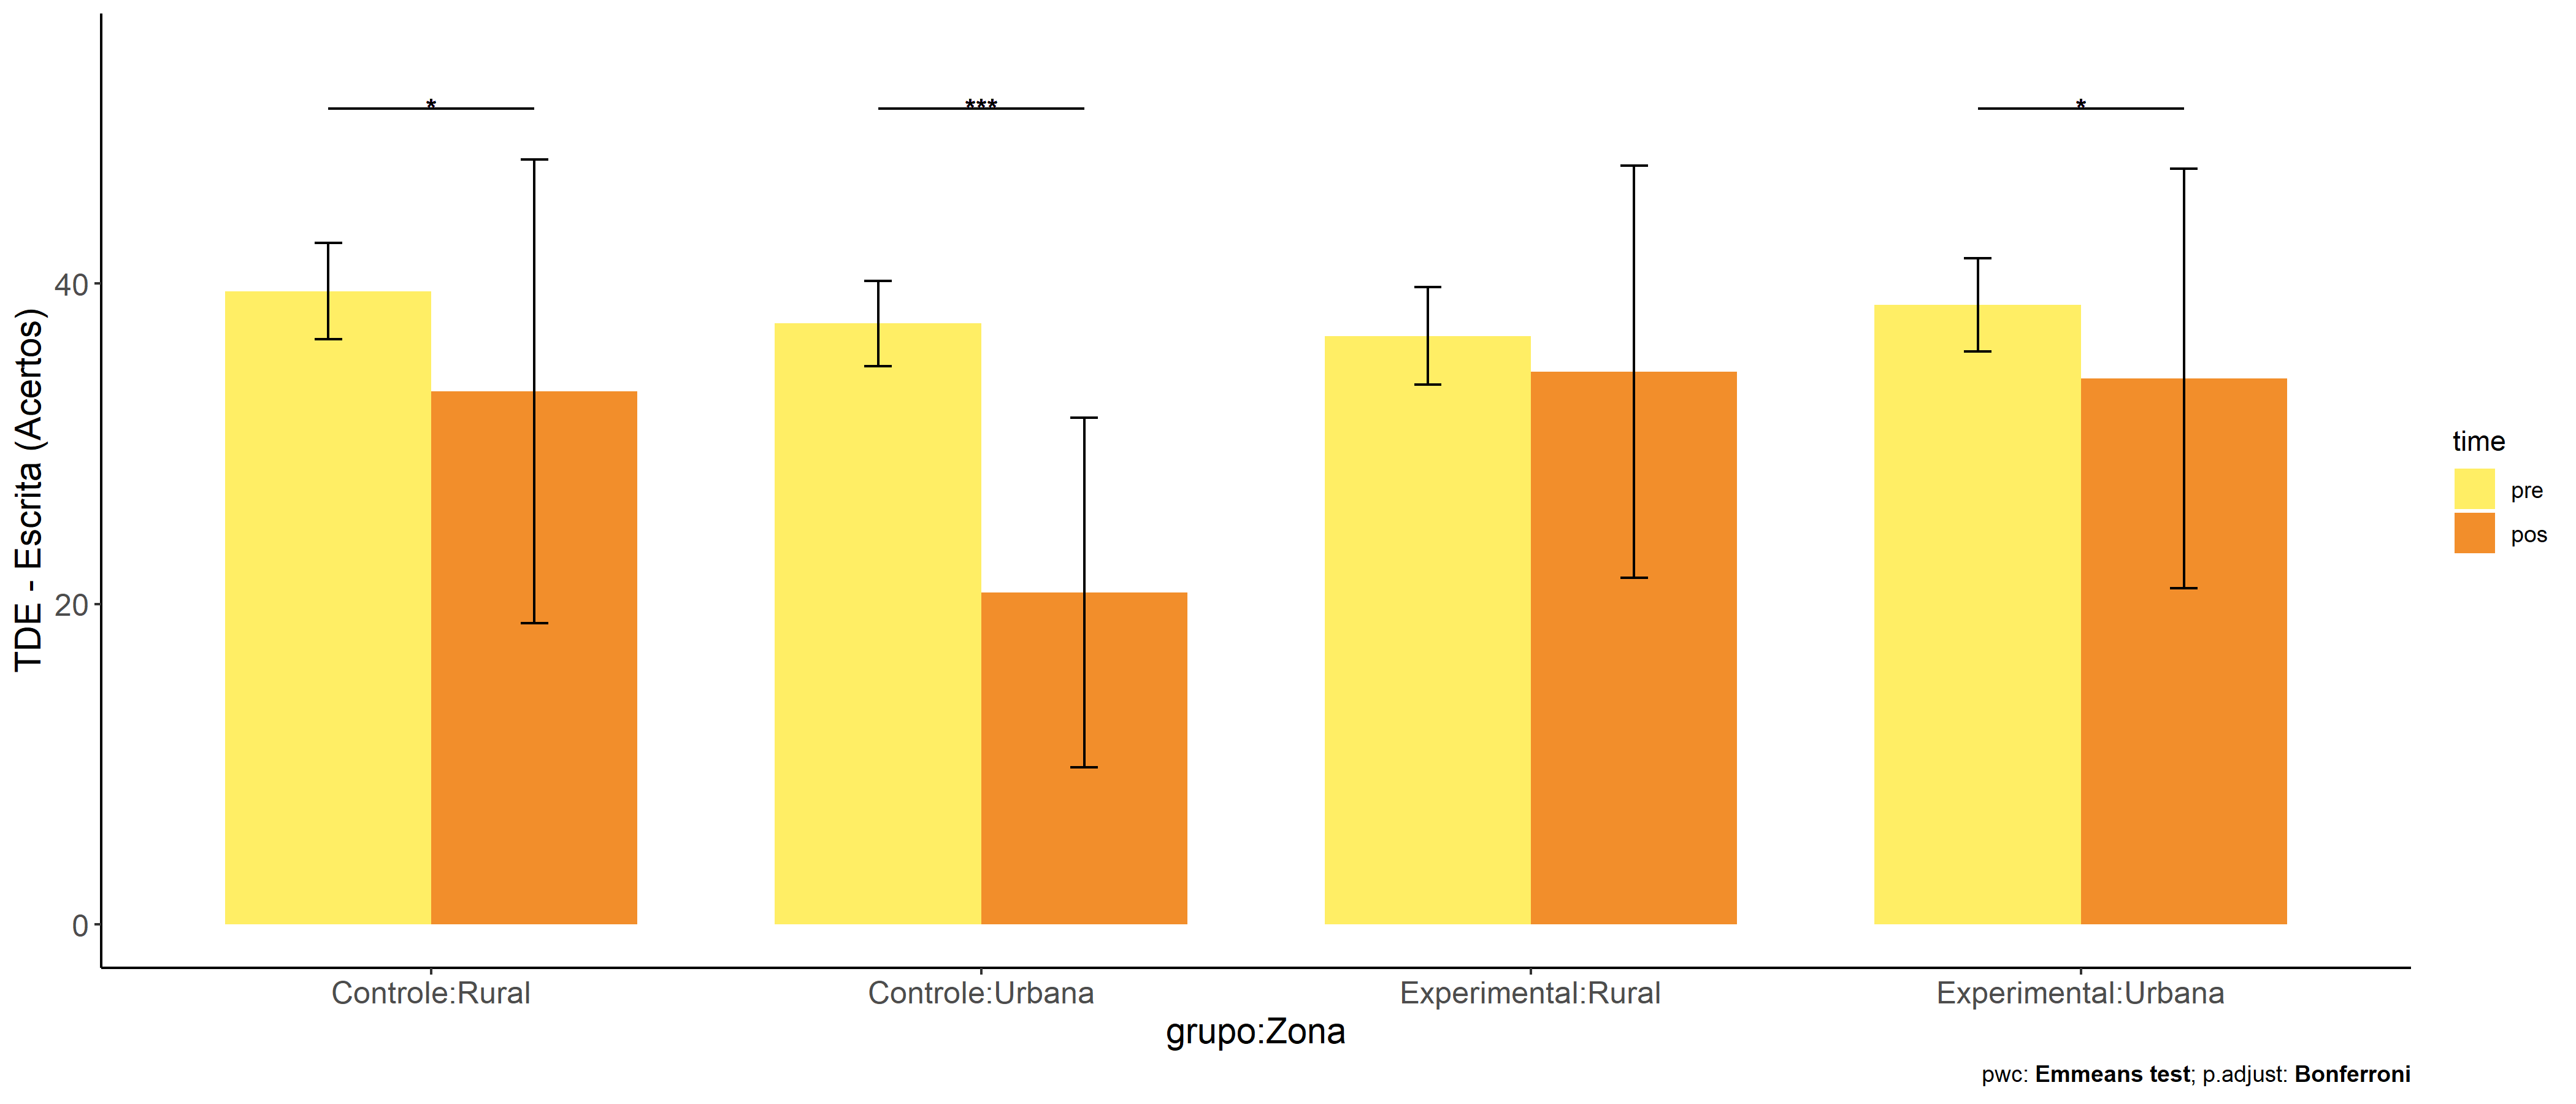 * *** *
TDE - Escrita (Acertos)
40
20
0
Controle:Rural Controle:Urbana Experimental:Rural Experimental:Urbana
grupo:Zona
time
pre
pos
pwc: Emmeans test; p.adjust: Bonferroni